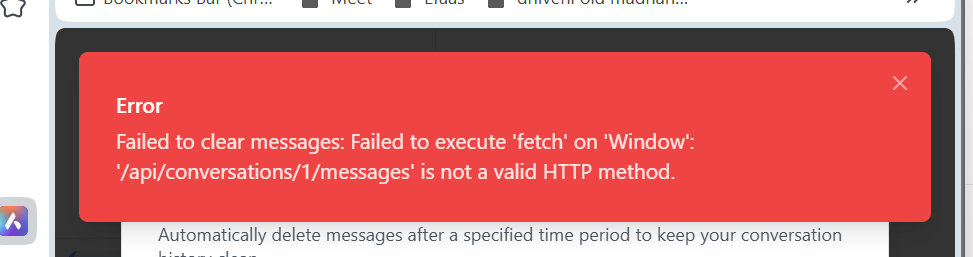 Error
Failed to clear messages: Failed to execute 'fetch' on 'Window':
'/api/conversations/1/messages' is not a valid HTTP method.
Automatically delete messages after a specified time period to keep your conversation